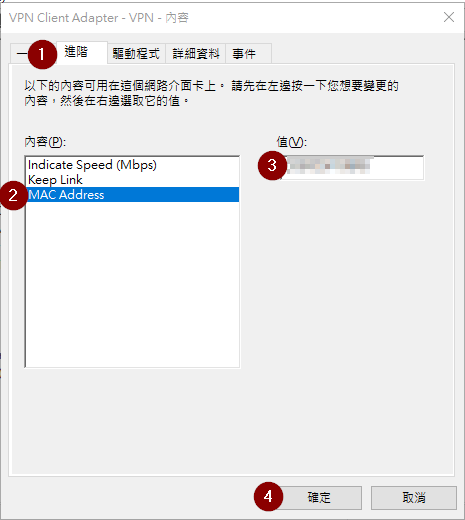 VPN Client Adapter - VPN - 內容
一
1
進階
驅動程式
詳細資料
事件
以下的內容可用在這個網路介面卡上。 請先在左邊按一下您想要變更的
內容，然後在右邊選取它的值。
內容(P):
值(V):
Indicate Speed (Mbps)
3
Keep Link
2
MAC Address
4
確定
取消